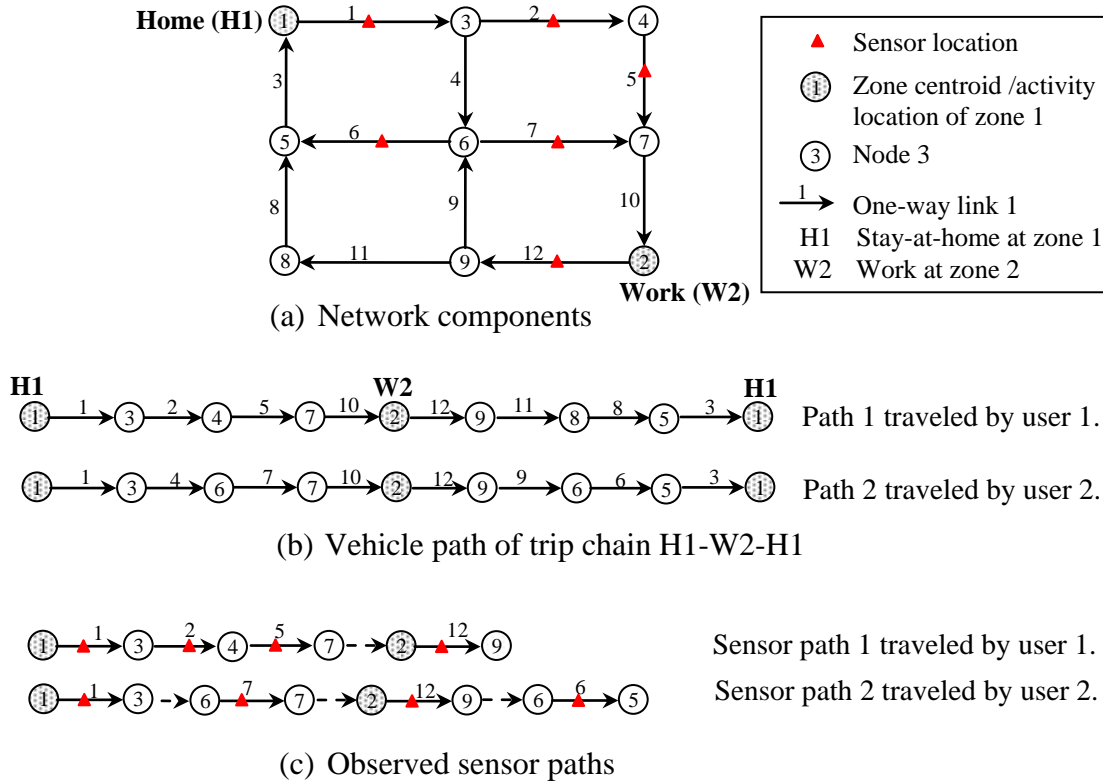 Home (H1)
1 1 3 2 4
3 4 5
5 6 6 7 7
8 9 10
8 11 9 12 2
Work (W2)
(a) Network components
Sensor location
1 Zone centroid /activity
location of zone 1
3 Node 3
1 One-way link 1
H1 Stay-at-home at zone 1
W2 Work at zone 2
H1 W2 H1
1 1 3 2 4 5 7 10 2 12 9 11 8 8 5 3 1 Path 1 traveled by user 1.
1 1 3 4 6 7 7 10 2 12 9 9 6 6 5 3 1 Path 2 traveled by user 2.
(b) Vehicle path of trip chain H1-W2-H1
1 1 3 2 4 5 7 2 12 9 Sensor path 1 traveled by user 1.
1 1 3 6 7 7 2 12 9 6 6 5 Sensor path 2 traveled by user 2.
(c) Observed sensor paths